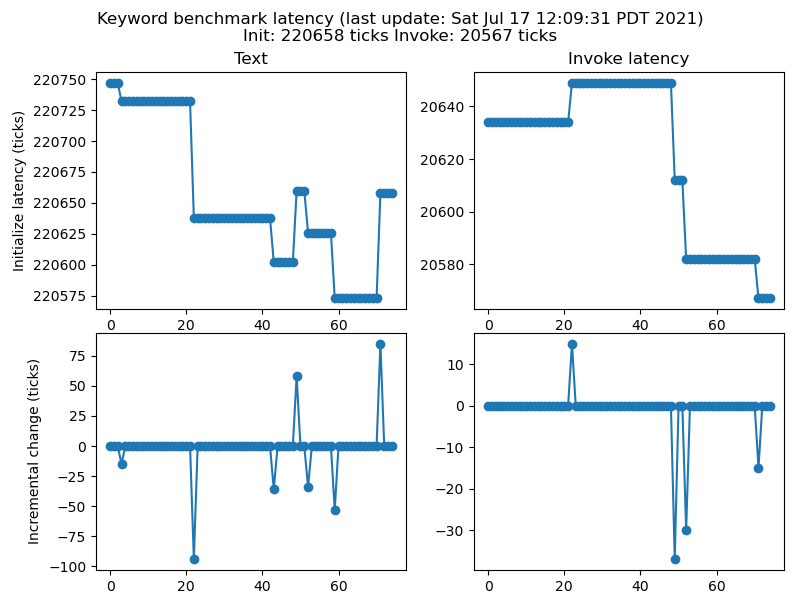 Keyword benchmark latency (last update: Sat Jul 17 12:09:31 PDT 2021)
Init: 220658 ticks Invoke: 20567 ticks
Text
Invoke latency
Initialize latency (ticks)
220750
220725
220700
220675
220650
220625
220600
220575
0 20 40 60
20640
20620
20600
20580
0 20 40 60
Incremental change (ticks)
75
50
25
0
−25
−50
−75
−100
0 20 40 60
10
0
−10
−20
−30
0 20 40 60